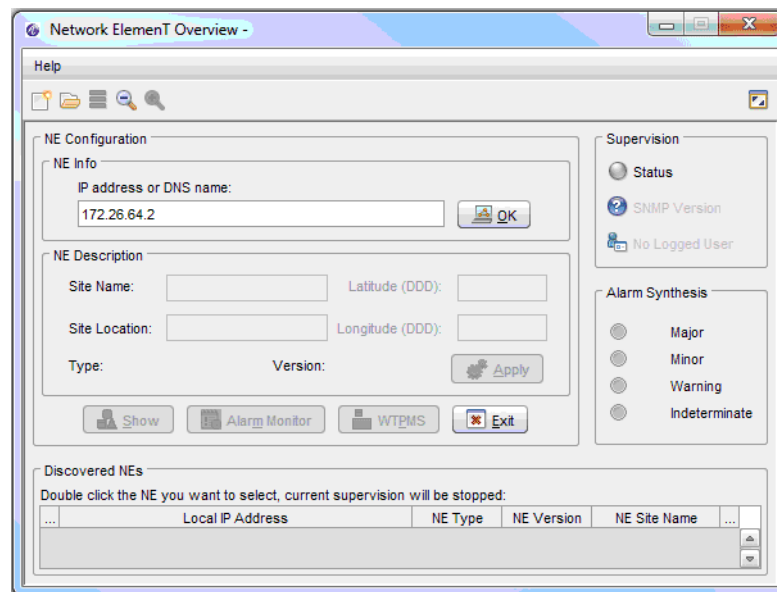 Network ElemenT Overview -
Help
NE Configuration
NE Info
IP address or DNS name:
172.26.64.2
OK
NE Description
Site Name:
Latitude (DDD):
Site Location:
Longitude (DDD):
Type:
Version:
Apply
Show
Alarm Monitor
WTPMS
Exit
Supervision
Status
SNMP Version
No Logged User
Alarm Synthesis
Major
Minor
Warning
Indeterminate
Discovered NEs
Double click the NE you want to select, current supervision will be stopped:
... Local IP Address NE Type NE Version NE Site Name ...